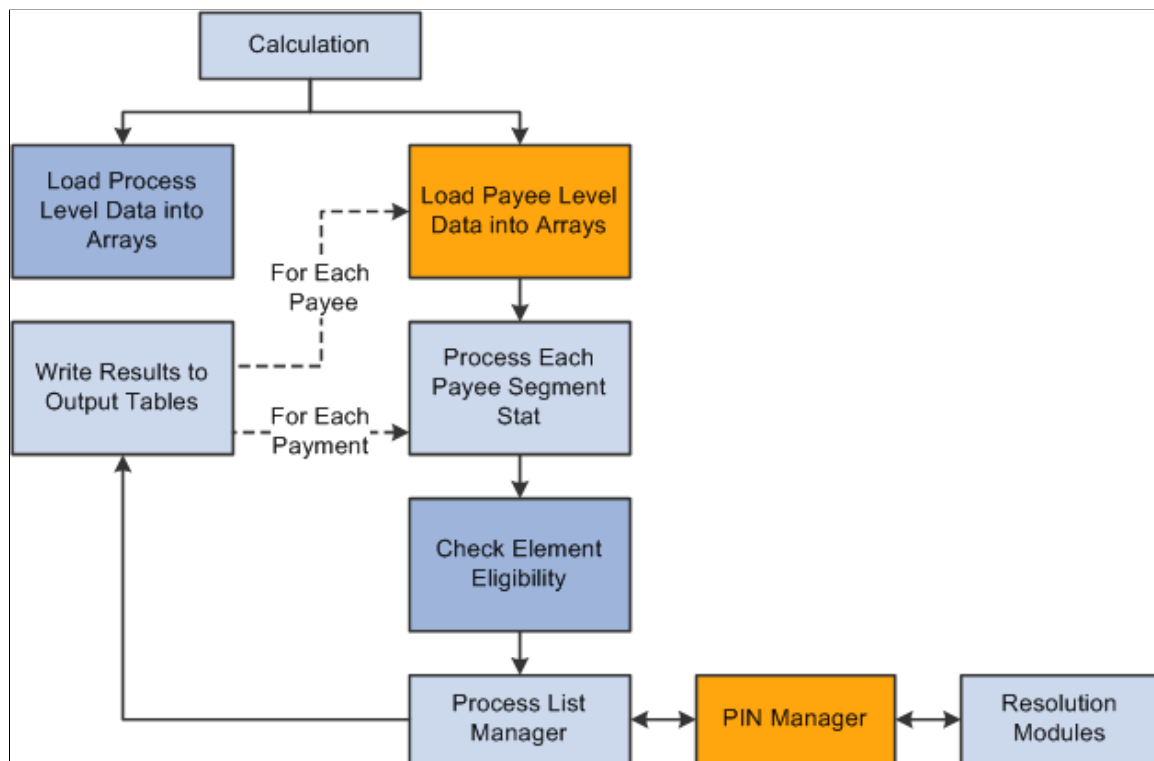 Calculation
Load Process
Level Data into
Arrays
Load Payee Level
Data into Arrays
For Each
Payee
Write Results to
Output Tables
Process Each
Payee Segment
Stat
For Each
Payment
Check Element
Eligibility
Process List
Manager
PIN Manager
Resolution
Modules